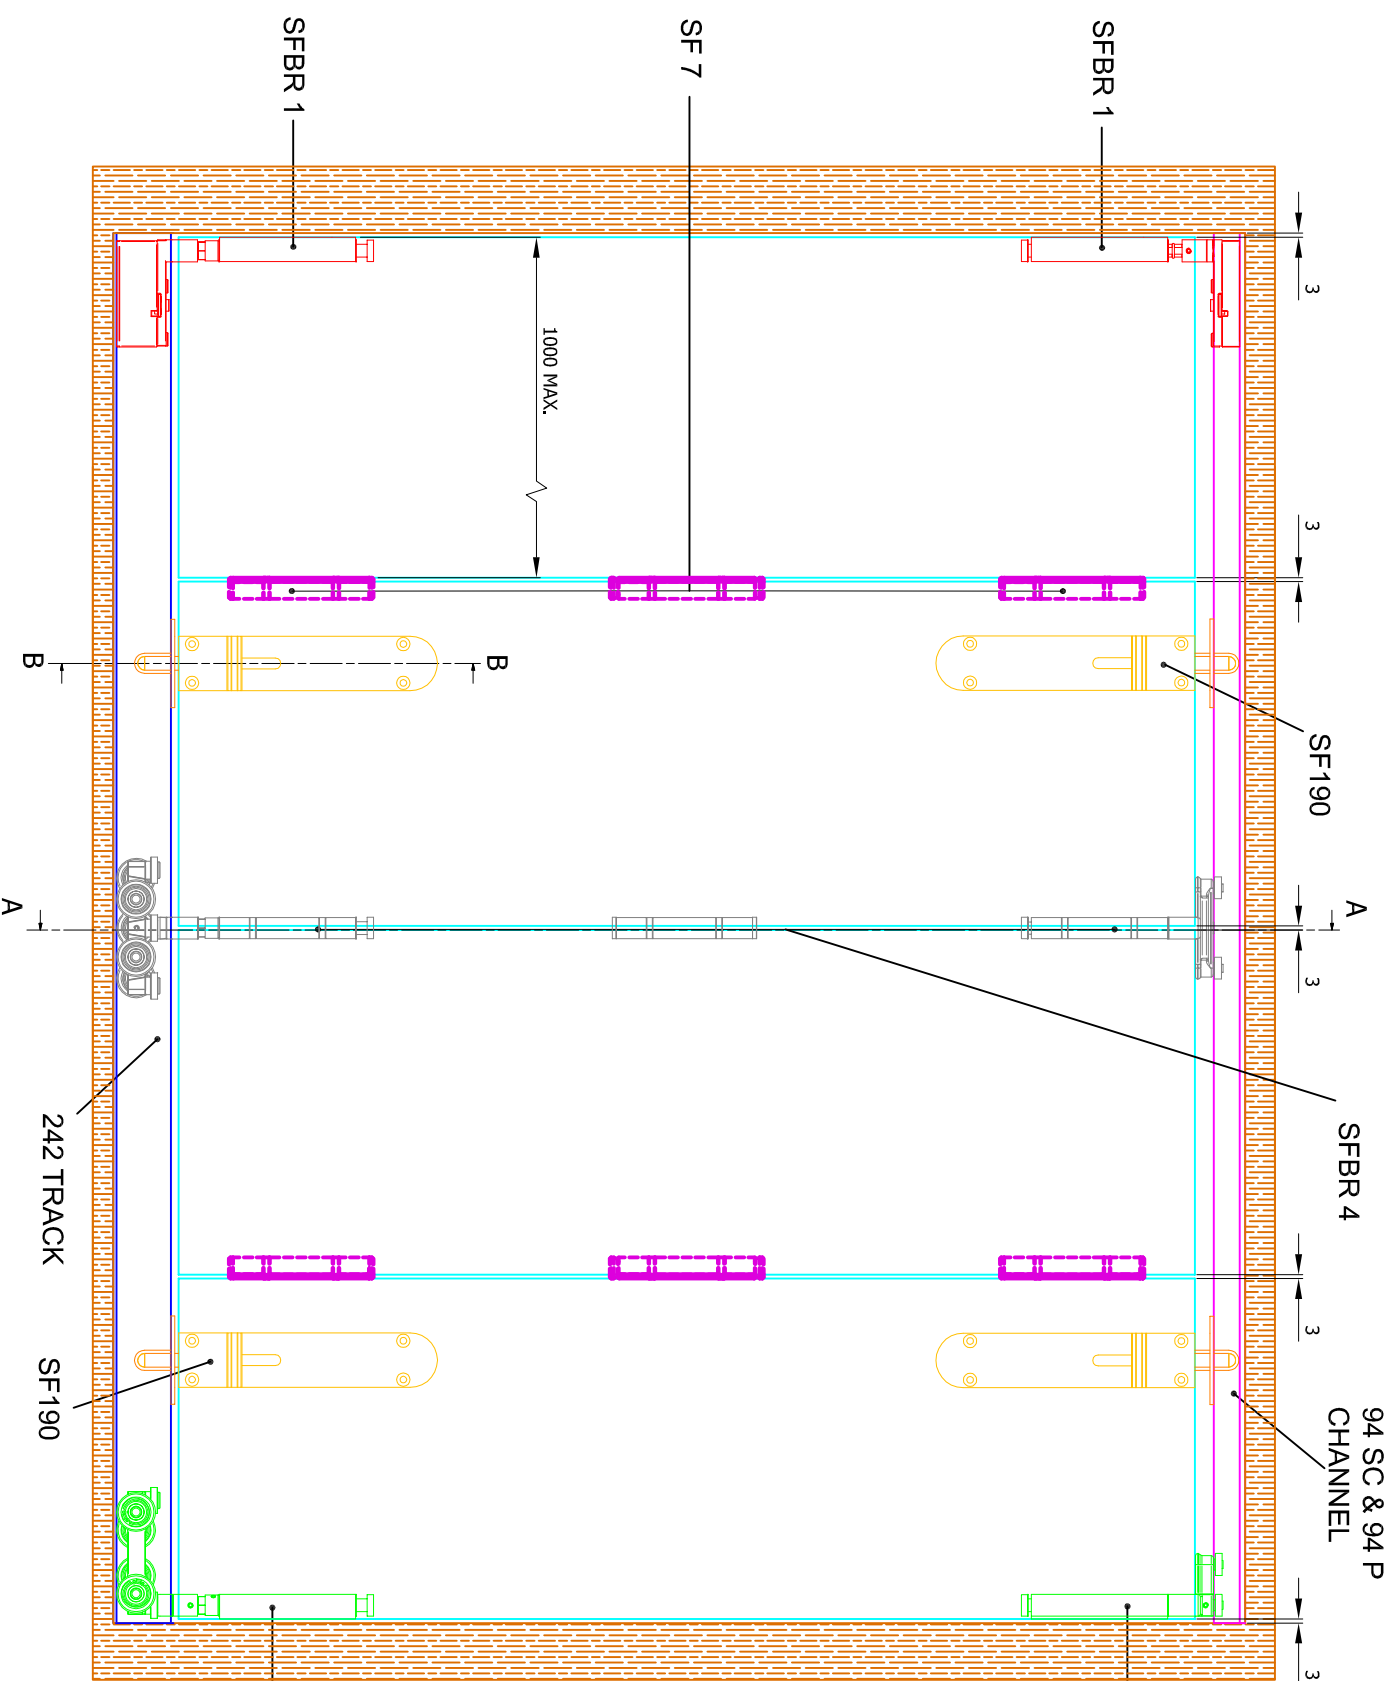 SFBR 1
SF 7
SFBR 1
3
1000 MAX.
3
B
B
SF190
A
A
3
242 TRACK
SFBR 4
3
SF190
94 SC & 94 P
CHANNEL
3